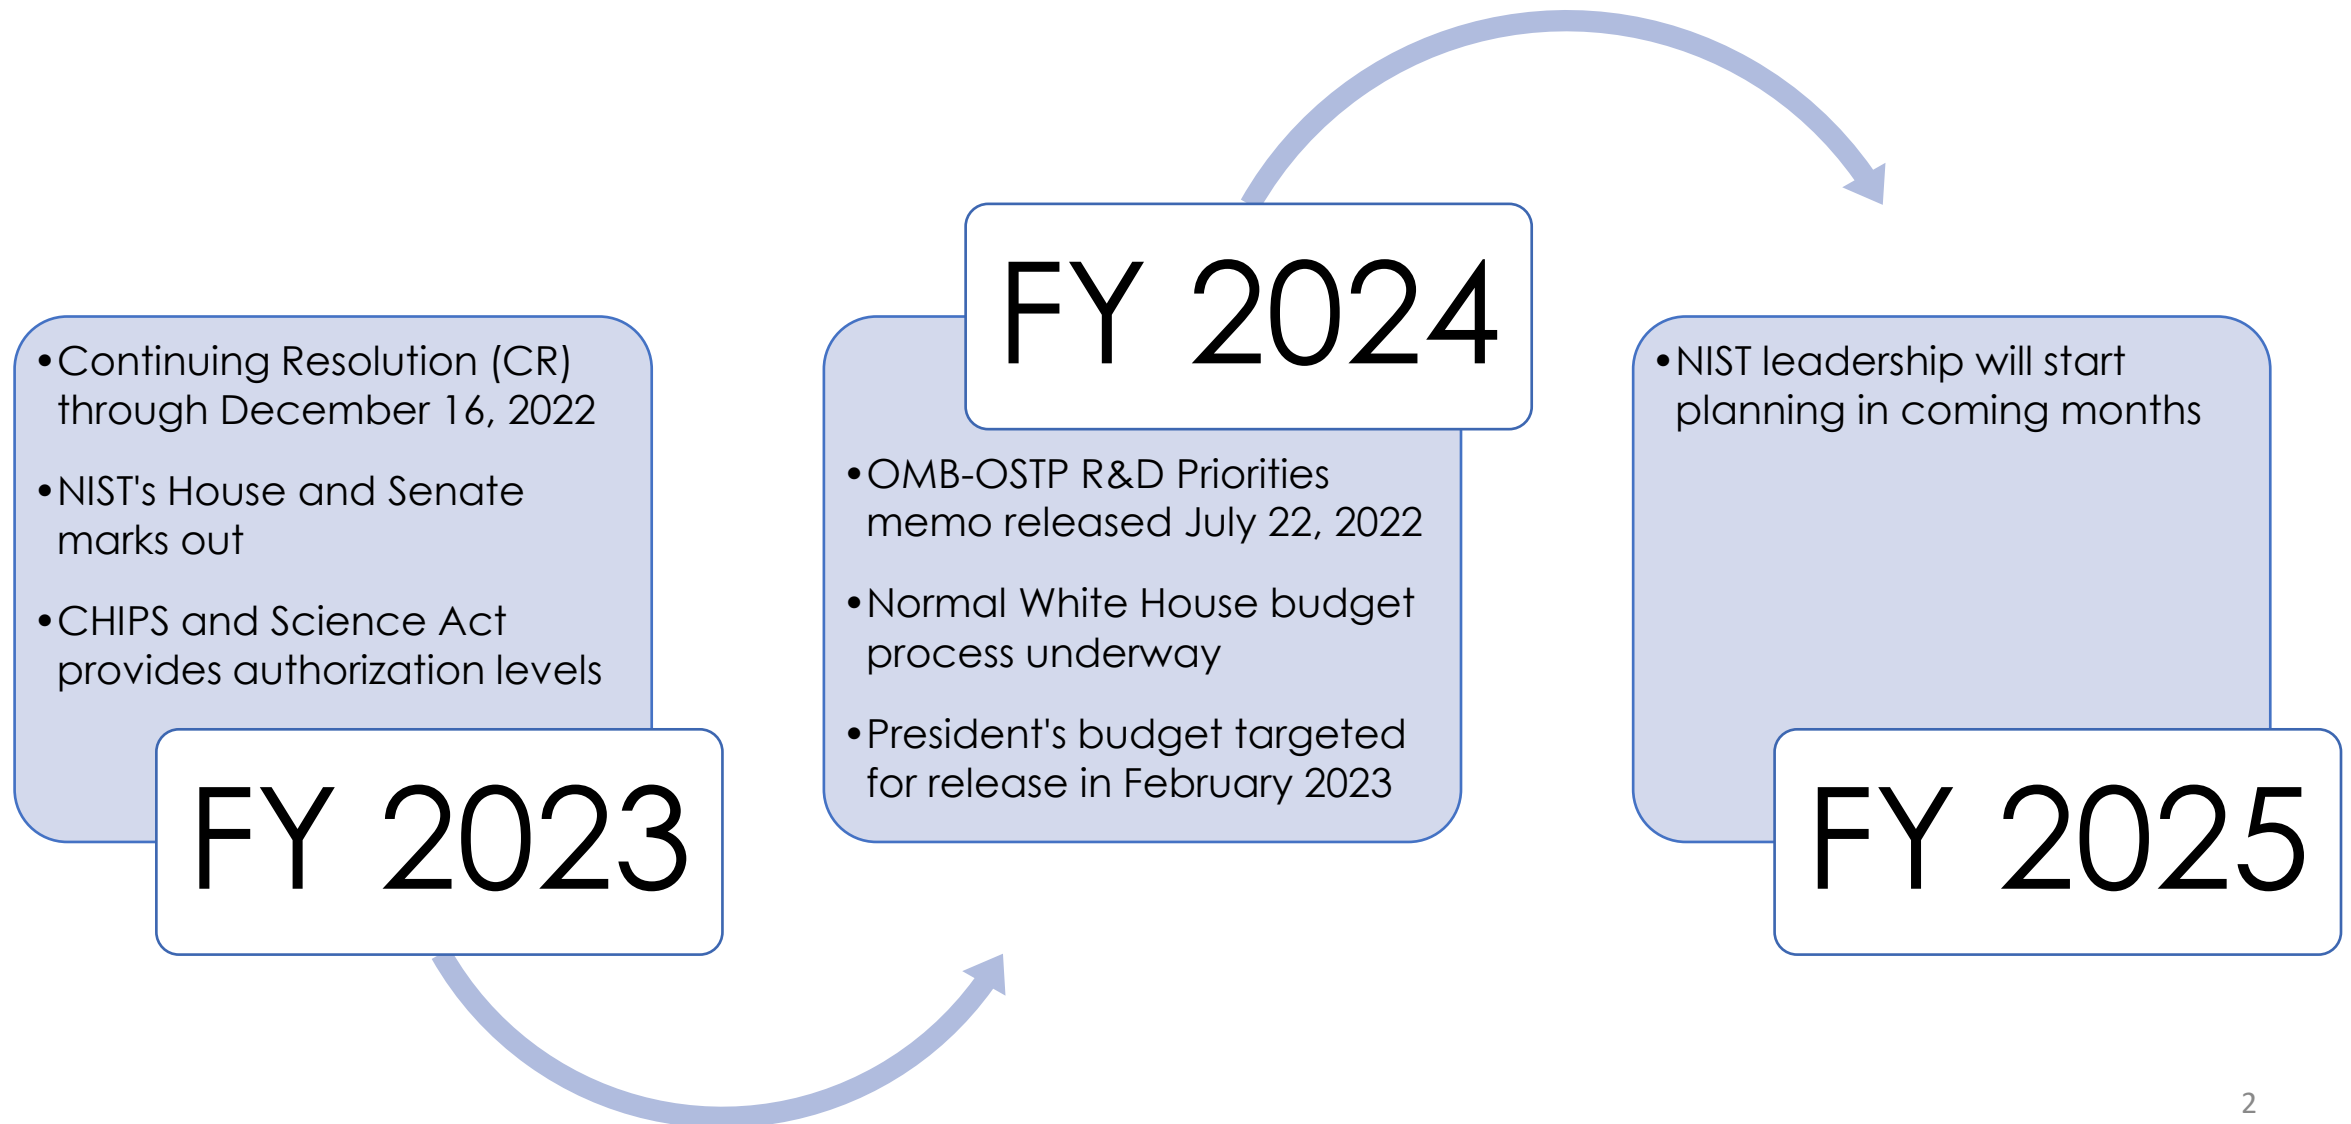 •Continuing Resolution (CR)
through December 16, 2022
•NIST's House and Senate
marks out
•CHIPS and Science Act
provides authorization levels
FY 2023
FY 2024
•OMB-OSTP R&D Priorities
memo released July 22, 2022
•Normal White House budget
process underway
•President's budget targeted
for release in February 2023
•NIST leadership will start
planning in coming months
FY 2025
2